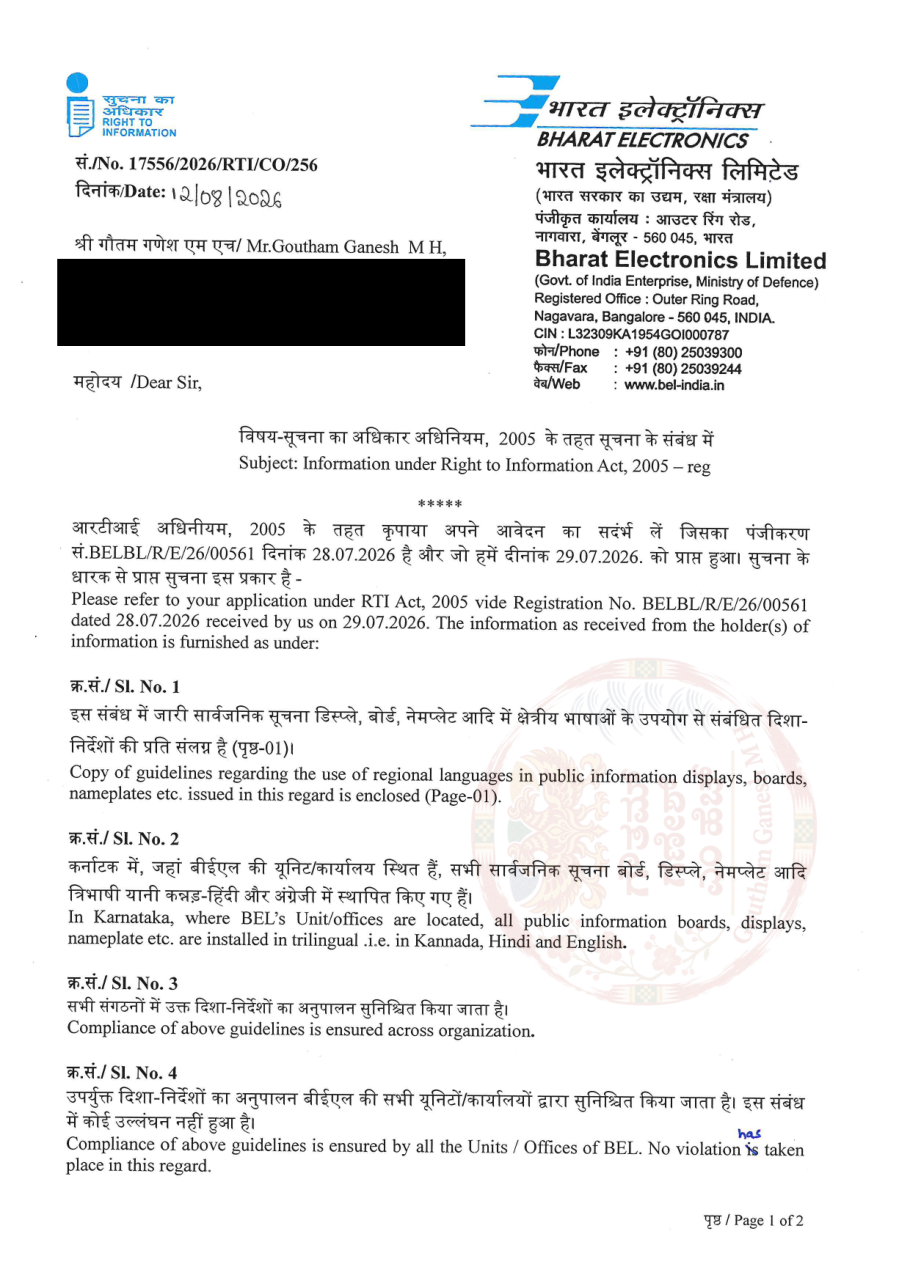 सूचना का
अधिकार
RIGHT TO
INFORMATION
भारत इलेक्ट्रॉनिक्स
BHARAT ELECTRONICS
सं./No. 17556/2026/RTI/CO/256
दिनांक/Date: 12/08/2026
श्री गौतम गणेश एम एच/ Mr.Goutham Ganesh M H,
भारत इलेक्ट्रॉनिक्स लिमिटेड
(भारत सरकार का उद्यम, रक्षा मंत्रालय)
पंजीकृत कार्यालय : आउटर रिंग रोड,
नागवारा, बेंगलूर - 560 045, भारत
Bharat Electronics Limited
(Govt. of India Enterprise, Ministry of Defence)
Registered Office : Outer Ring Road,
Nagavara, Bangalore - 560 045, INDIA.
CIN : L32309KA1954GOI000787
फोन/Phone : +91 (80) 25039300
फैक्स/Fax : +91 (80) 25039244
वेब/Web : www.bel-india.in
महोदय /Dear Sir,
विषय-सूचना का अधिकार अधिनियम, 2005 के तहत सूचना के संबंध में
Subject: Information under Right to Information Act, 2005 – reg
*****
आरटीआई अधिनीयम, 2005 के तहत कृपाया अपने आवेदन का सदंर्भ लें जिसका पंजीकरण
सं.BELBL/R/E/26/00561 दिनांक 28.07.2026 है और जो हमें दीनांक 29.07.2026. को प्राप्त हुआ। सूचना के
धारक से प्राप्त सूचना इस प्रकार है -
Please refer to your application under RTI Act, 2005 vide Registration No. BELBL/R/E/26/00561
dated 28.07.2026 received by us on 29.07.2026. The information as received from the holder(s) of
information is furnished as under:
क्र.सं./ Sl. No. 1
इस संबंध में जारी सार्वजनिक सूचना डिस्प्ले, बोर्ड, नेमप्लेट आदि में क्षेत्रीय भाषाओं के उपयोग से संबंधित दिशा-
निर्देशों की प्रति संलग्न है (पृष्ठ-01)।
Copy of guidelines regarding the use of regional languages in public information displays, boards,
nameplates etc. issued in this regard is enclosed (Page-01).
क्र.सं./ Sl. No. 2
कर्नाटक में, जहां बीईएल की यूनिट/कार्यालय स्थित हैं, सभी सार्वजनिक सूचना बोर्ड, डिस्प्ले, नेमप्लेट आदि
त्रिभाषी यानी कन्नड़-हिंदी और अंग्रेजी में स्थापित किए गए हैं।
In Karnataka, where BEL's Unit/offices are located, all public information boards, displays,
nameplate etc. are installed in trilingual .i.e. in Kannada, Hindi and English.
क्र.सं./ Sl. No. 3
सभी संगठनों में उक्त दिशा-निर्देशों का अनुपालन सुनिश्चित किया जाता है।
Compliance of above guidelines is ensured across organization.
क्र.सं./ Sl. No. 4
उपर्युक्त दिशा-निर्देशों का अनुपालन बीईएल की सभी यूनिटों/कार्यालयों द्वारा सुनिश्चित किया जाता है। इस संबंध
में कोई उल्लंघन नहीं हुआ है।
has
Compliance of above guidelines is ensured by all the Units / Offices of BEL. No violation is taken
place in this regard.
ಗೌತಮ
ಗಣೇಶ್
ಎಂ ಹೆಚ್
Goutham Ganesh M H
पृष्ठ / Page 1 of 2